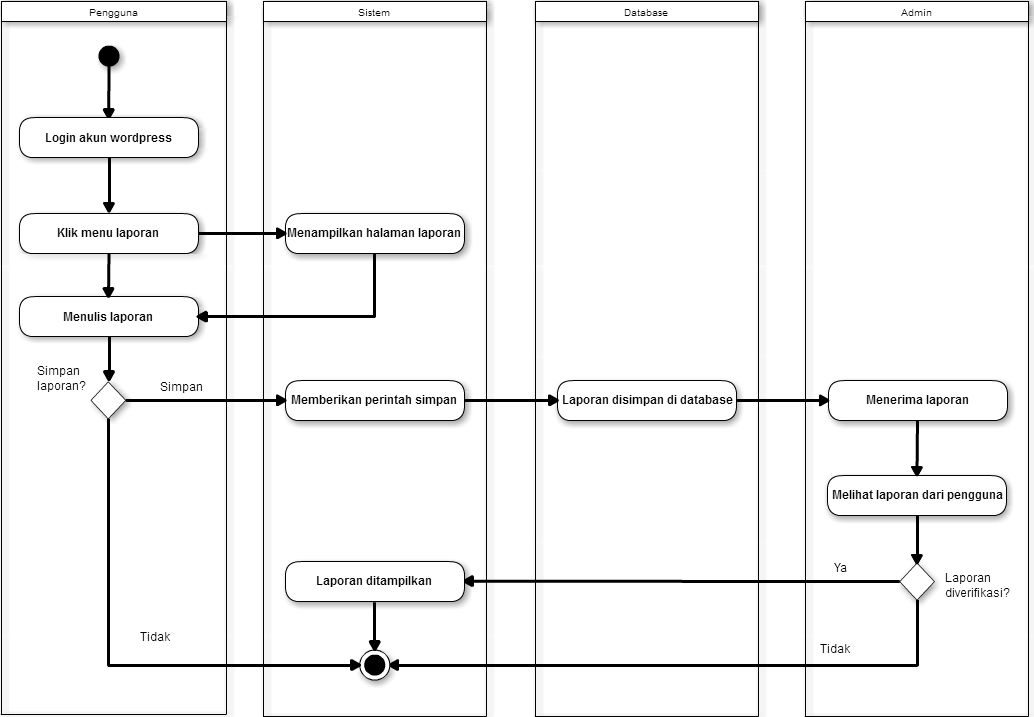 Pengguna
Sistem
Database
Admin
Login akun wordpress
Klik menu laporan
Menampilkan halaman laporan
Menulis laporan
Simpan
laporan?
Simpan
Memberikan perintah simpan
Laporan disimpan di database
Menerima laporan
Melihat laporan dari pengguna
Laporan ditampilkan
Ya
Laporan
diverifikasi?
Tidak
Tidak